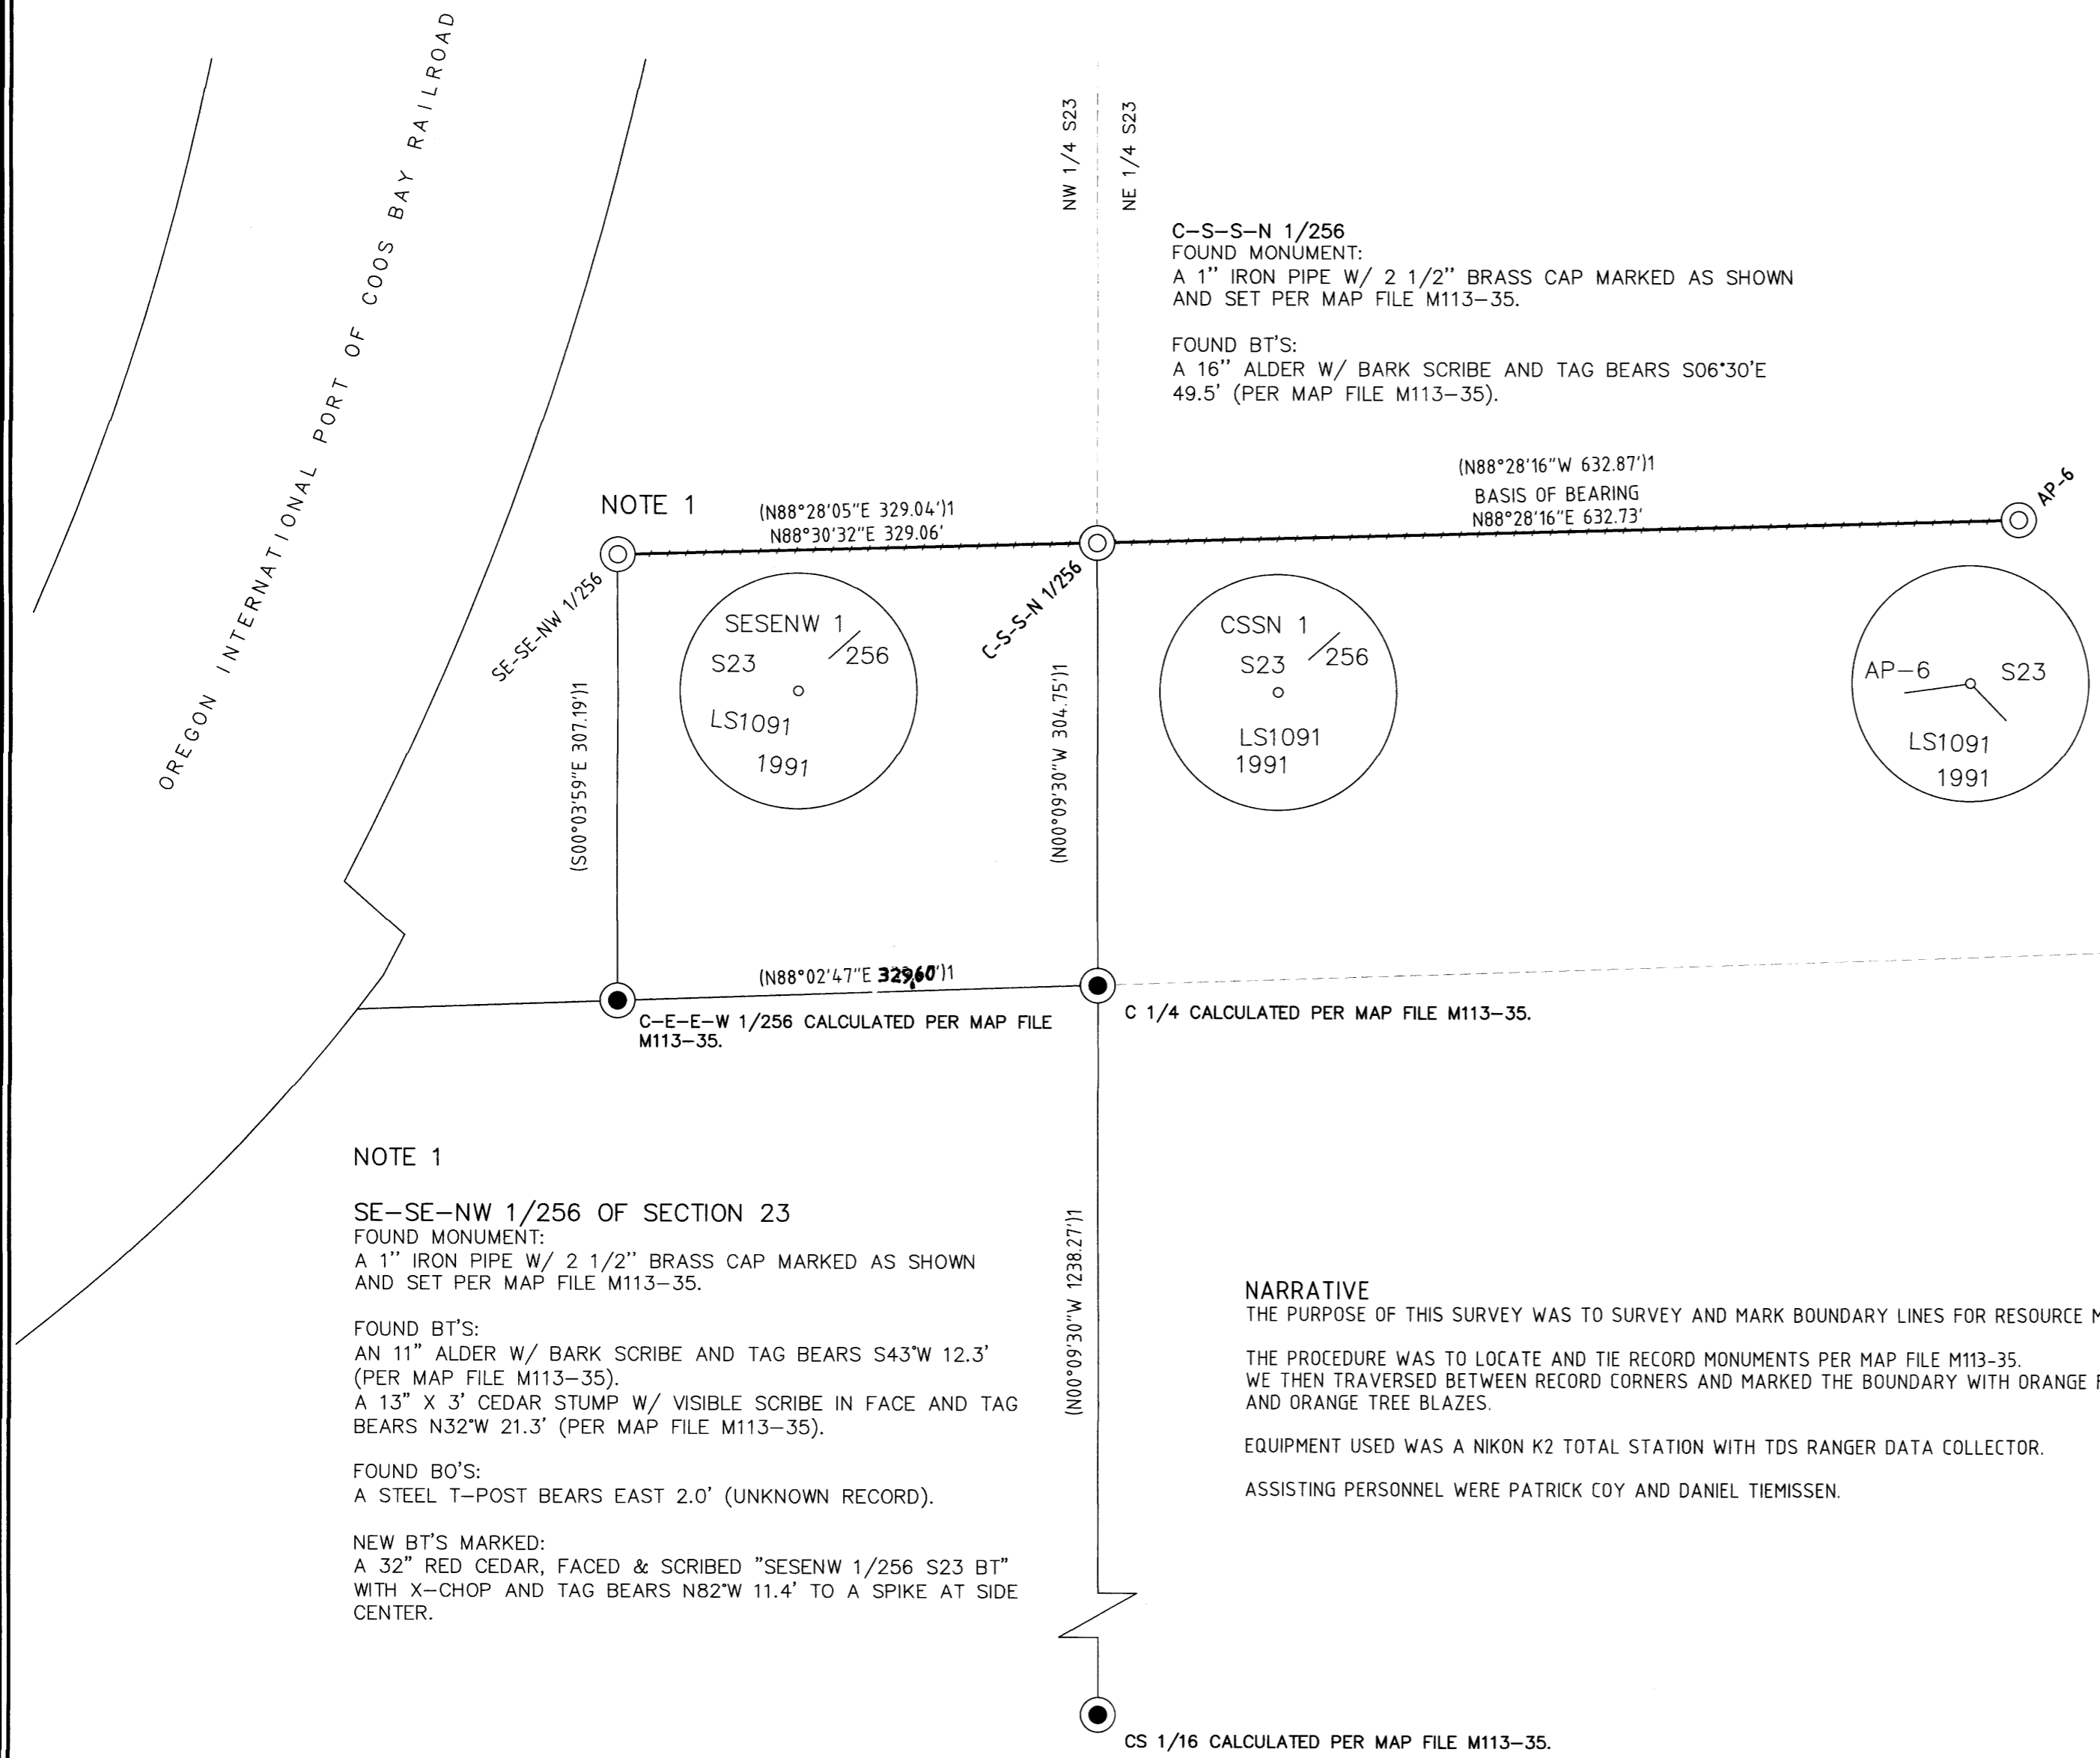 OREGON INTERNATIONAL PORT OF COOS BAY RAILROAD
NW 1/4 S23
NE 1/4 S23
C-S-S-N 1/256
FOUND MONUMENT:
A 1" IRON PIPE W/ 2 1/2" BRASS CAP MARKED AS SHOWN
AND SET PER MAP FILE M113-35.
FOUND BT'S:
A 16" ALDER W/ BARK SCRIBE AND TAG BEARS S06°30'E
49.5' (PER MAP FILE M113-35).
(N88°28'16"W 632.87')1
BASIS OF BEARING
N88°28'16"E 632.73'
AP-6
NOTE 1
(N88°28'05"E 329.04')1
N88°30'32"E 329.06'
SE-SE-NW 1/256
C-S-S-N 1/256
SESENW 1
/256
S23
LS1091
1991
CSSN 1
/256
S23
LS1091
1991
AP-6 S23
LS1091
1991
(S00°03'59"E 307.19')1
(N00°09'30"W 304.75')1
(N88°02'47"E 329.60')1
C-E-E-W 1/256 CALCULATED PER MAP FILE
M113-35.
C 1/4 CALCULATED PER MAP FILE M113-35.
NOTE 1
SE-SE-NW 1/256 OF SECTION 23
FOUND MONUMENT:
A 1" IRON PIPE W/ 2 1/2" BRASS CAP MARKED AS SHOWN
AND SET PER MAP FILE M113-35.
FOUND BT'S:
AN 11" ALDER W/ BARK SCRIBE AND TAG BEARS S43°W 12.3'
(PER MAP FILE M113-35).
A 13" X 3' CEDAR STUMP W/ VISIBLE SCRIBE IN FACE AND TAG
BEARS N32°W 21.3' (PER MAP FILE M113-35).
FOUND BO'S:
A STEEL T-POST BEARS EAST 2.0' (UNKNOWN RECORD).
NEW BT'S MARKED:
A 32" RED CEDAR, FACED & SCRIBED "SESENW 1/256 S23 BT"
WITH X-CHOP AND TAG BEARS N82°W 11.4' TO A SPIKE AT SIDE
CENTER.
(N00°09'30"W 1238.27')1
NARRATIVE
THE PURPOSE OF THIS SURVEY WAS TO SURVEY AND MARK BOUNDARY LINES FOR RESOURCE
THE PROCEDURE WAS TO LOCATE AND TIE RECORD MONUMENTS PER MAP FILE M113-35.
WE THEN TRAVERSED BETWEEN RECORD CORNERS AND MARKED THE BOUNDARY WITH ORANGE
AND ORANGE TREE BLAZES.
EQUIPMENT USED WAS A NIKON K2 TOTAL STATION WITH TDS RANGER DATA COLLECTOR.
ASSISTING PERSONNEL WERE PATRICK COY AND DANIEL TIEMISSEN.
CS 1/16 CALCULATED PER MAP FILE M113-35.